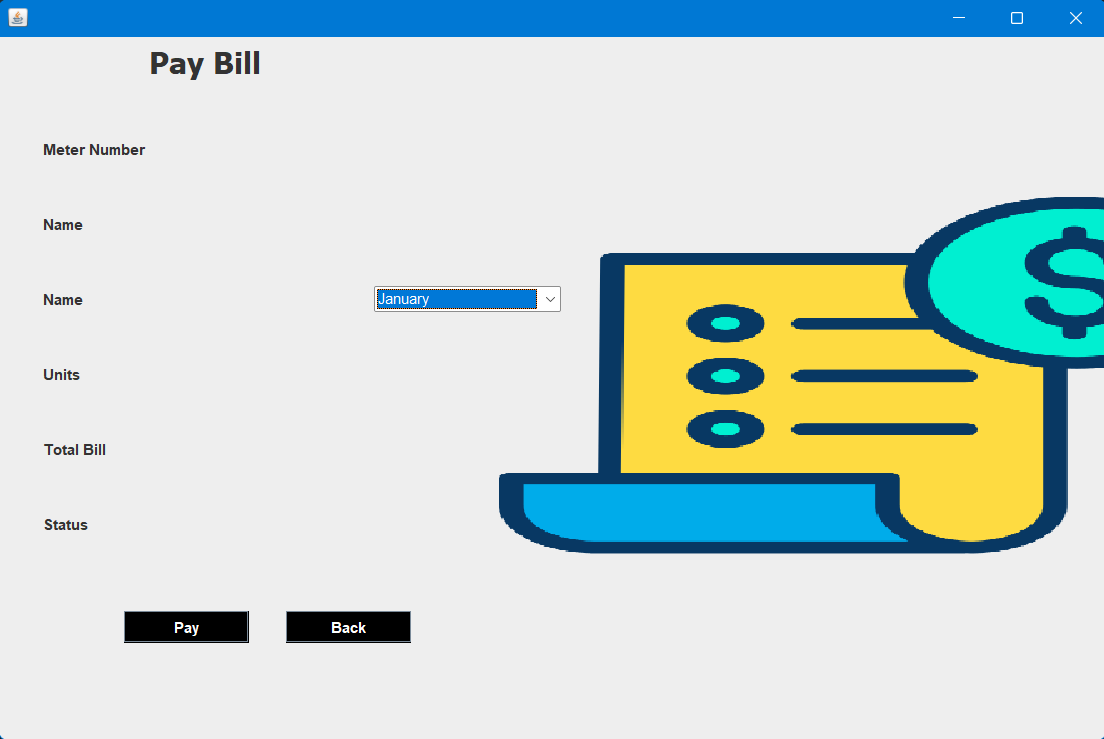 Pay Bill
Meter Number
Name
Name January
Units
Total Bill
Status
Pay Back
$